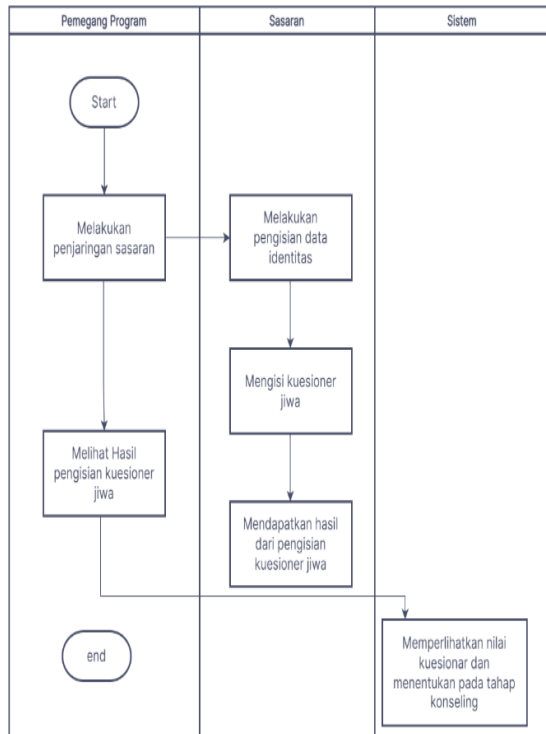 Pemegang Program
Sasaran
Sistem
Start
Melakukan
penjaringan sasaran
Melakukan
pengisian data
identitas
Mengisi kuesioner
jiwa
Melihat Hasil
pengisian kuesioner
jiwa
Mendapatkan hasil
dari pengisian
kuesioner jiwa
end
Memperlihatkan nilai
kuesionar dan
menentukan pada tahap
konseling